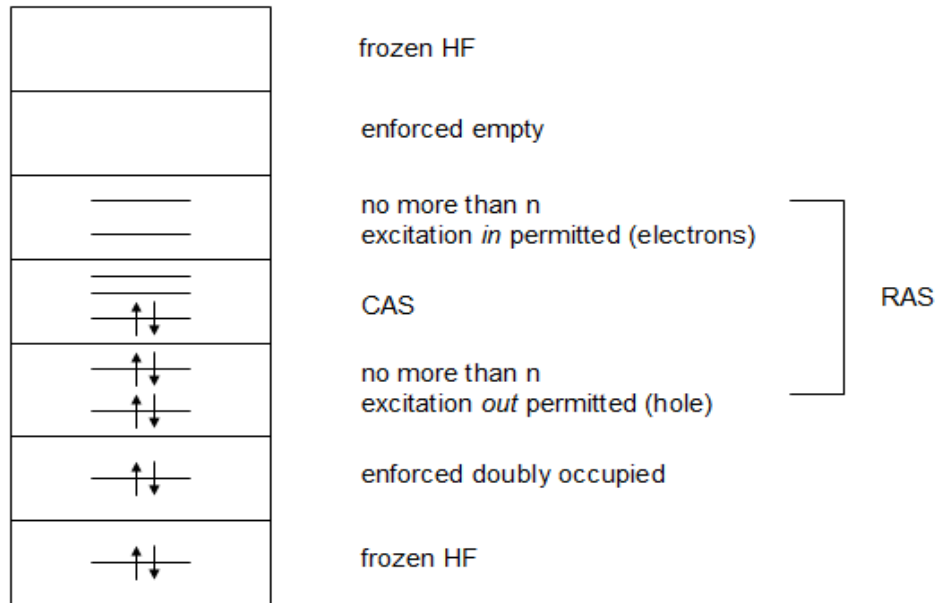 frozen HF
enforced empty
no more than n
excitation in permitted (electrons)
CAS
RAS
no more than n
excitation out permitted (hole)
enforced doubly occupied
frozen HF